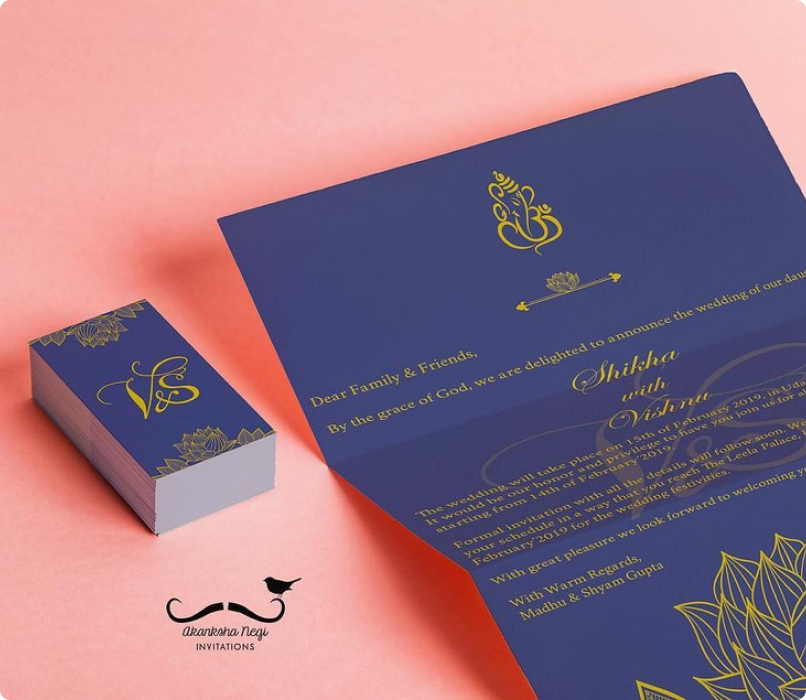 Dear Family & Friends,
By the grace of God, we are delighted to announce the wedding of our
Shikha
with
Vishnu
The wedding will take place on 15th of February 2019, in
It would be our honor and privilege to have you join us for
starting from 14th of February 2019
Formal invitation with all the details will follow soon.
your schedule in a way that you reach The Leela Palace,
February 2019 for the wedding festivities.
With great pleasure we look forward to welcoming
With Warm Regards,
Madhu & Shyam Gupta
V&S
V&S
Akanksha Negi
INVITATIONS